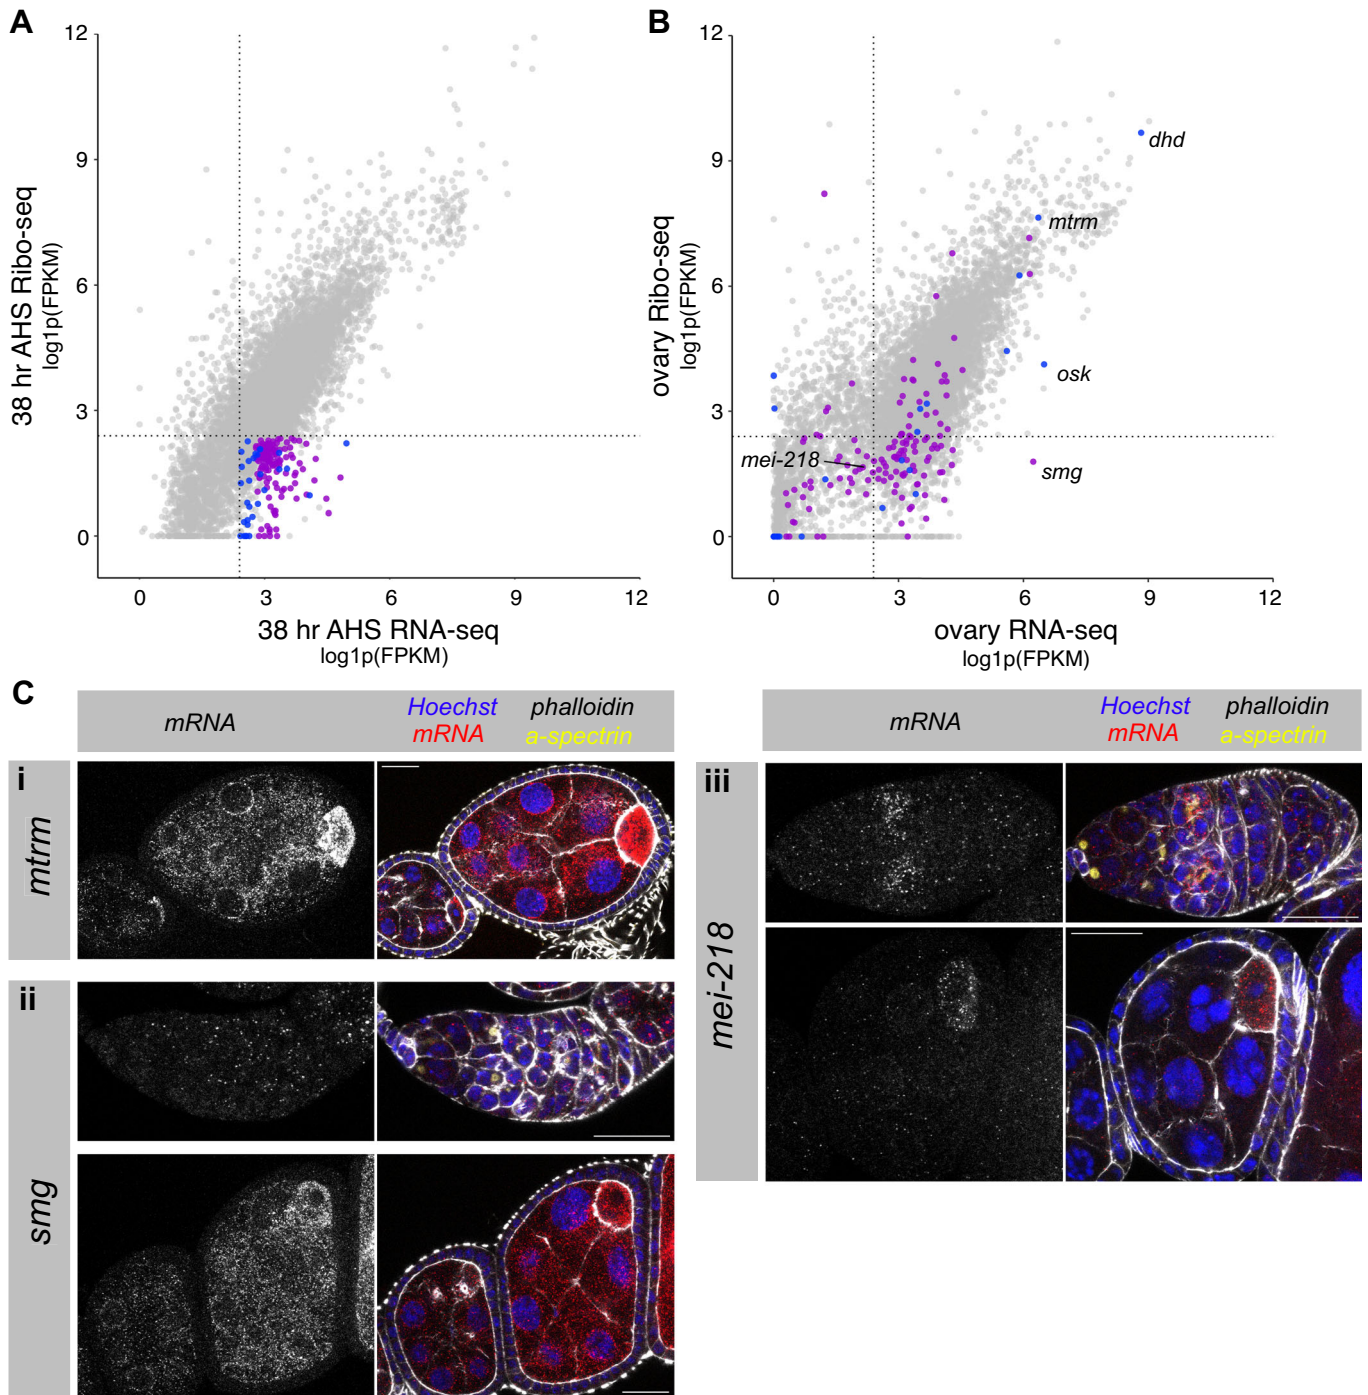 A
12
9
6
3
0
0
3
6
9
12
38 hr AHS Ribo-seq
log1p(FPKM)
38 hr AHS RNA-seq
log1p(FPKM)
B
12
9
6
3
0
0
3
6
9
12
ovary Ribo-seq
log1p(FPKM)
dhd
mtrm
osk
mei-218
smg
ovary RNA-seq
log1p(FPKM)
C
mRNA
Hoechst phalloidin
mRNA a-spectrin
i
mtrm
ii
smg
mRNA
Hoechst phalloidin
mRNA a-spectrin
iii
mei-218